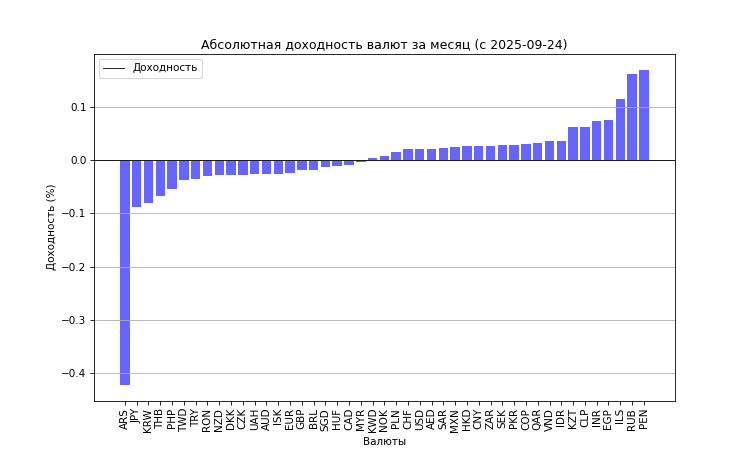 Абсолютная доходность валют за месяц (с 2025-09-24)
Доходность
Доходность (%)
0.1
0.0
−0.1
−0.2
−0.3
−0.4
ARS JPY KRW THB PHP TWD TRY RON NZD DKK CZK UAH AUD ISK EUR GBP BRL SGD HUF CAD MYR KWD NOK PLN CHF USD AED SAR MXN HKD CNY ZAR SEK PKR COP QAR VND IDR KZT CLP INR EGP ILS RUB PEN
Валюты